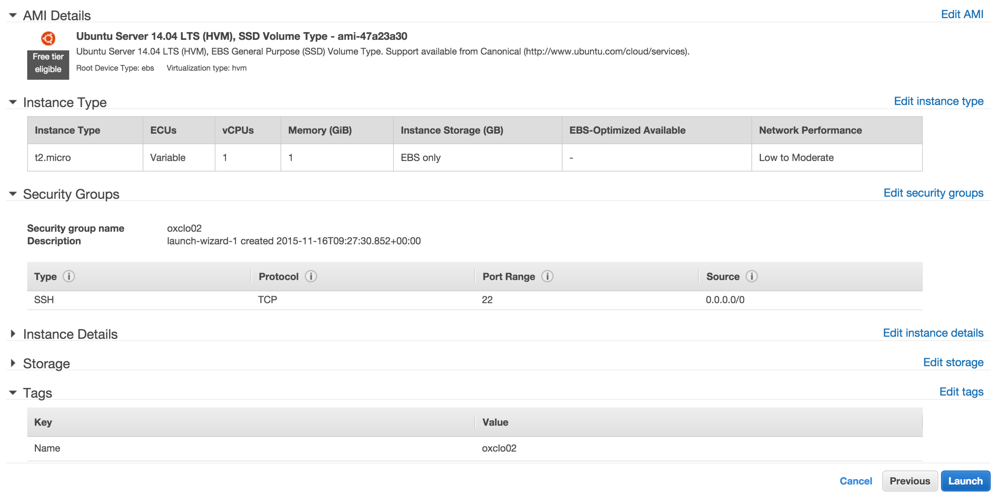 AMI Details Edit AMI
Ubuntu Server 14.04 LTS (HVM), SSD Volume Type - ami-47a23a30
Free tier eligible
Ubuntu Server 14.04 LTS (HVM), EBS General Purpose (SSD) Volume Type. Support available from Canonical (http://www.ubuntu.com/cloud/services).
Root Device Type: ebs Virtualization type: hvm
Instance Type Edit instance type
Instance Type ECUs vCPUs Memory (GiB) Instance Storage (GB) EBS-Optimized Available Network Performance
t2.micro Variable 1 1 EBS only - Low to Moderate
Security Groups Edit security groups
Security group name oxclo02
Description launch-wizard-1 created 2015-11-16T09:27:30.852+00:00
Type i Protocol i Port Range i Source i
SSH TCP 22 0.0.0.0/0
Instance Details Edit instance details
Storage Edit storage
Tags Edit tags
Key Value
Name oxclo02
Cancel Previous Launch